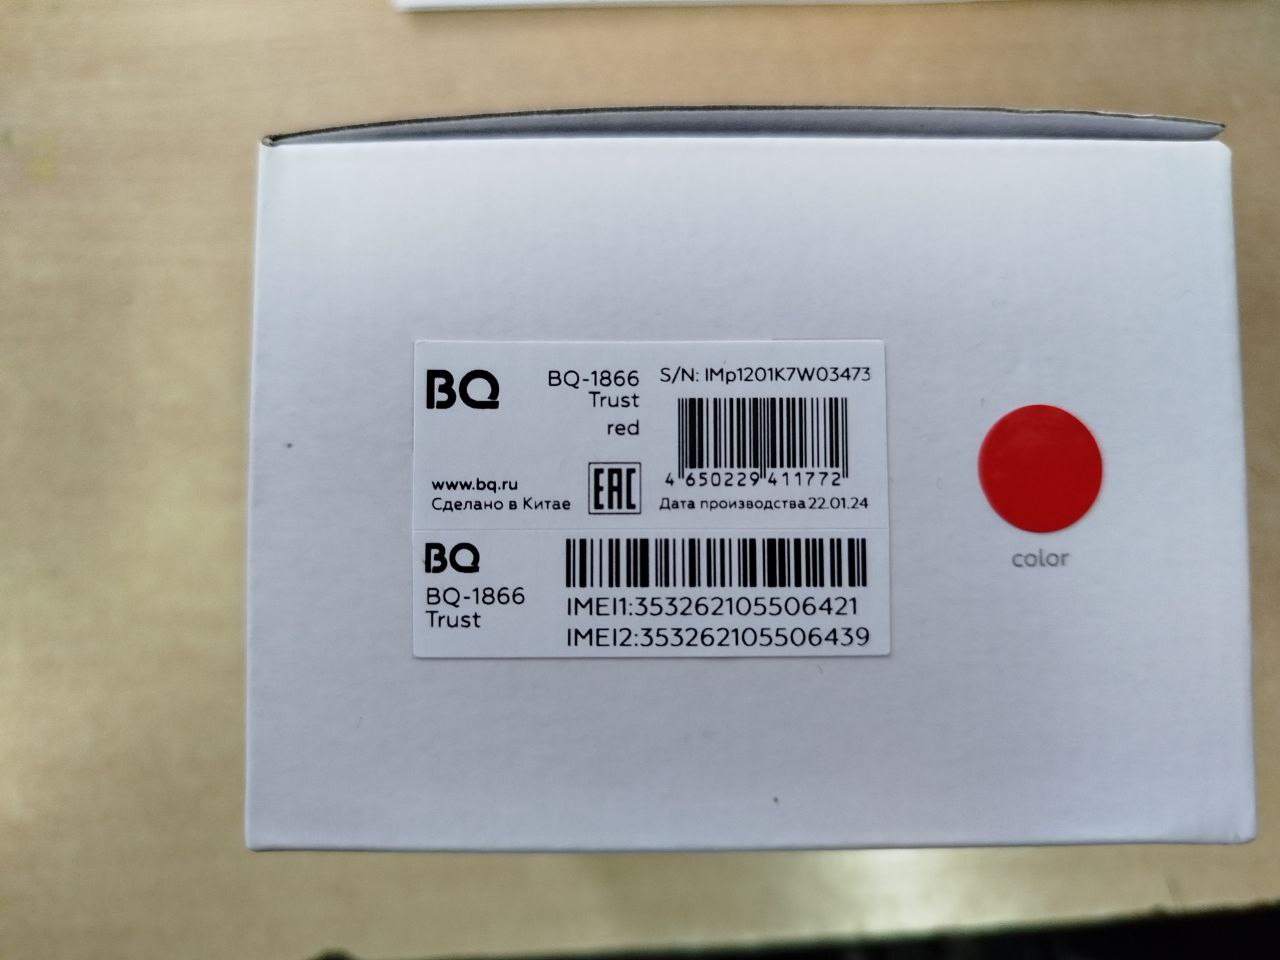 BQ
BQ-1866
Trust
red
www.bq.ru
Сделано в Китае
EAC
S/N: IMp1201K7W03473
4 650229 411772
Дата производства 22.01.24
BQ
BQ-1866
Trust
IMEI1:353262105506421
IMEI2:353262105506439
color